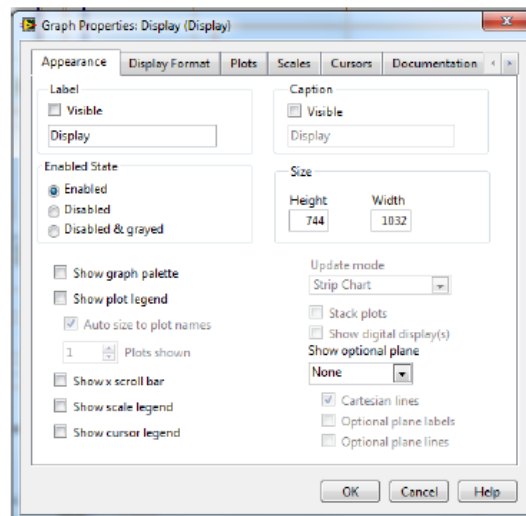 Graph Properties: Display (Display)
Appearance Display Format Plots Scales Cursors Documentation
Label
Visible
Display
Caption
Visible
Display
Enabled State
Enabled
Disabled
Disabled & grayed
Size
Height Width
744 1032
Show graph palette
Show plot legend
Auto size to plot names
1 Plots shown
Show x scroll bar
Show scale legend
Show cursor legend
Update mode
Strip Chart
Stack plots
Show digital display(s)
Show optional plane
None
Cartesian lines
Optional plane labels
Optional plane lines
OK Cancel Help